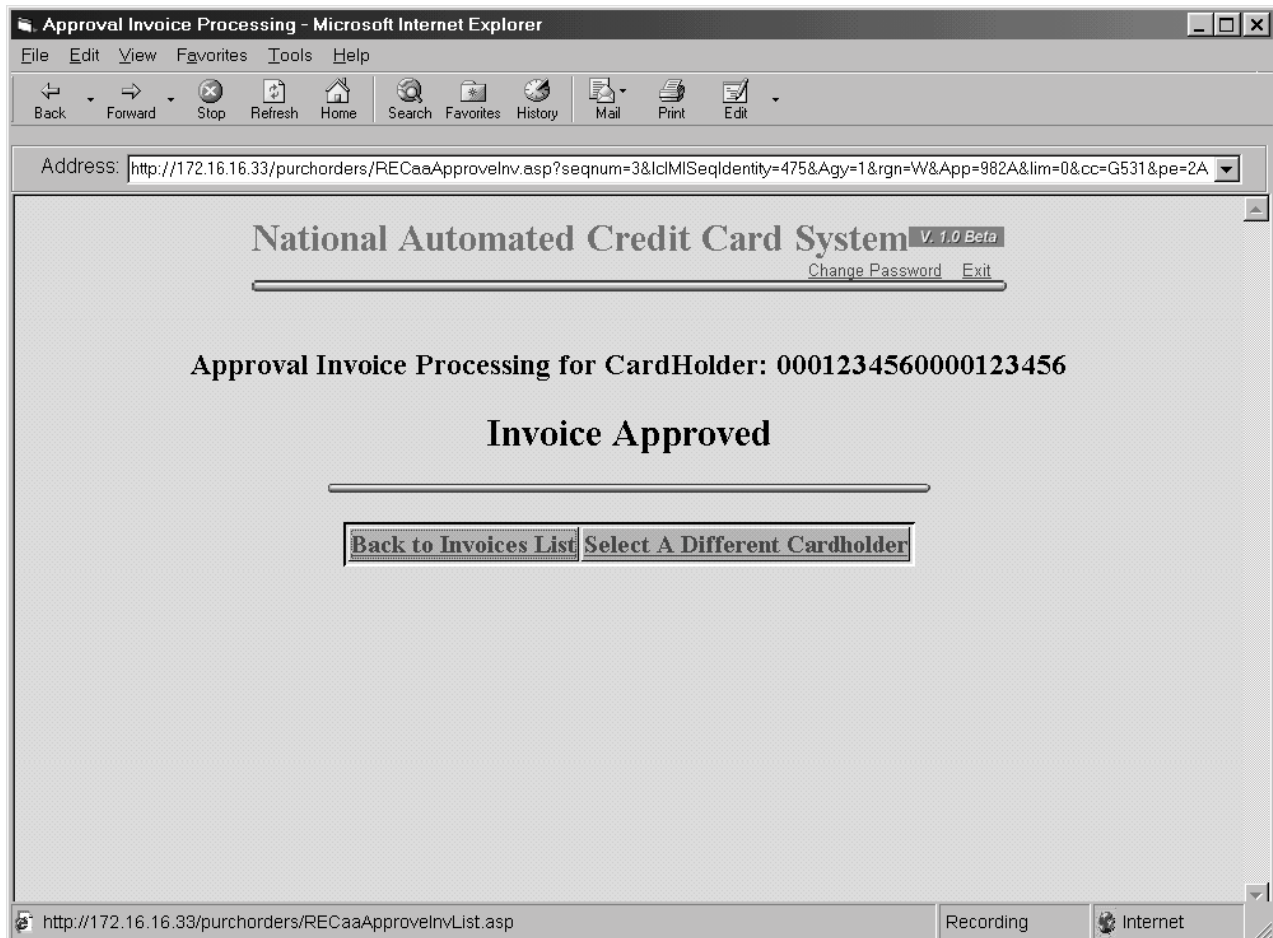 Approval Invoice Processing - Microsoft Internet Explorer
File Edit View Favorites Tools Help
Back Forward Stop Refresh Home Search Favorites History Mail Print Edit
Address: http://172.16.16.33/purchorders/RECaaApproveInv.asp?seqnum=3&lclMISeqIdentity=475&Agy=1&rgn=W&App=982A&lim=0&cc=G531&pe=2A
National Automated Credit Card System V. 1.0 Beta
Change Password Exit
Approval Invoice Processing for CardHolder: 0001234560000123456
Invoice Approved
Back to Invoices List Select A Different Cardholder
http://172.16.16.33/purchorders/RECaaApproveInvList.asp Recording Internet